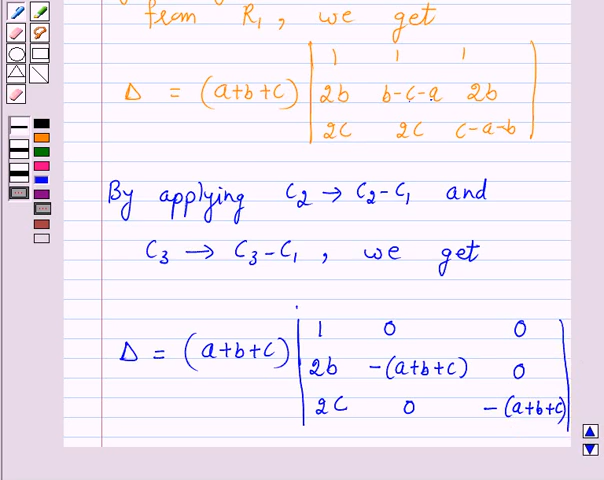 from R₁, we get
Δ = (a+b+c) | 1 1 1 |
| 2b b-c-a 2b |
| 2c 2c c-a-b |
By applying C₂ → C₂-C₁ and
C₃ → C₃-C₁, we get
Δ = (a+b+c) | 1 0 0 |
| 2b -(a+b+c) 0 |
| 2c 0 -(a+b+c) |